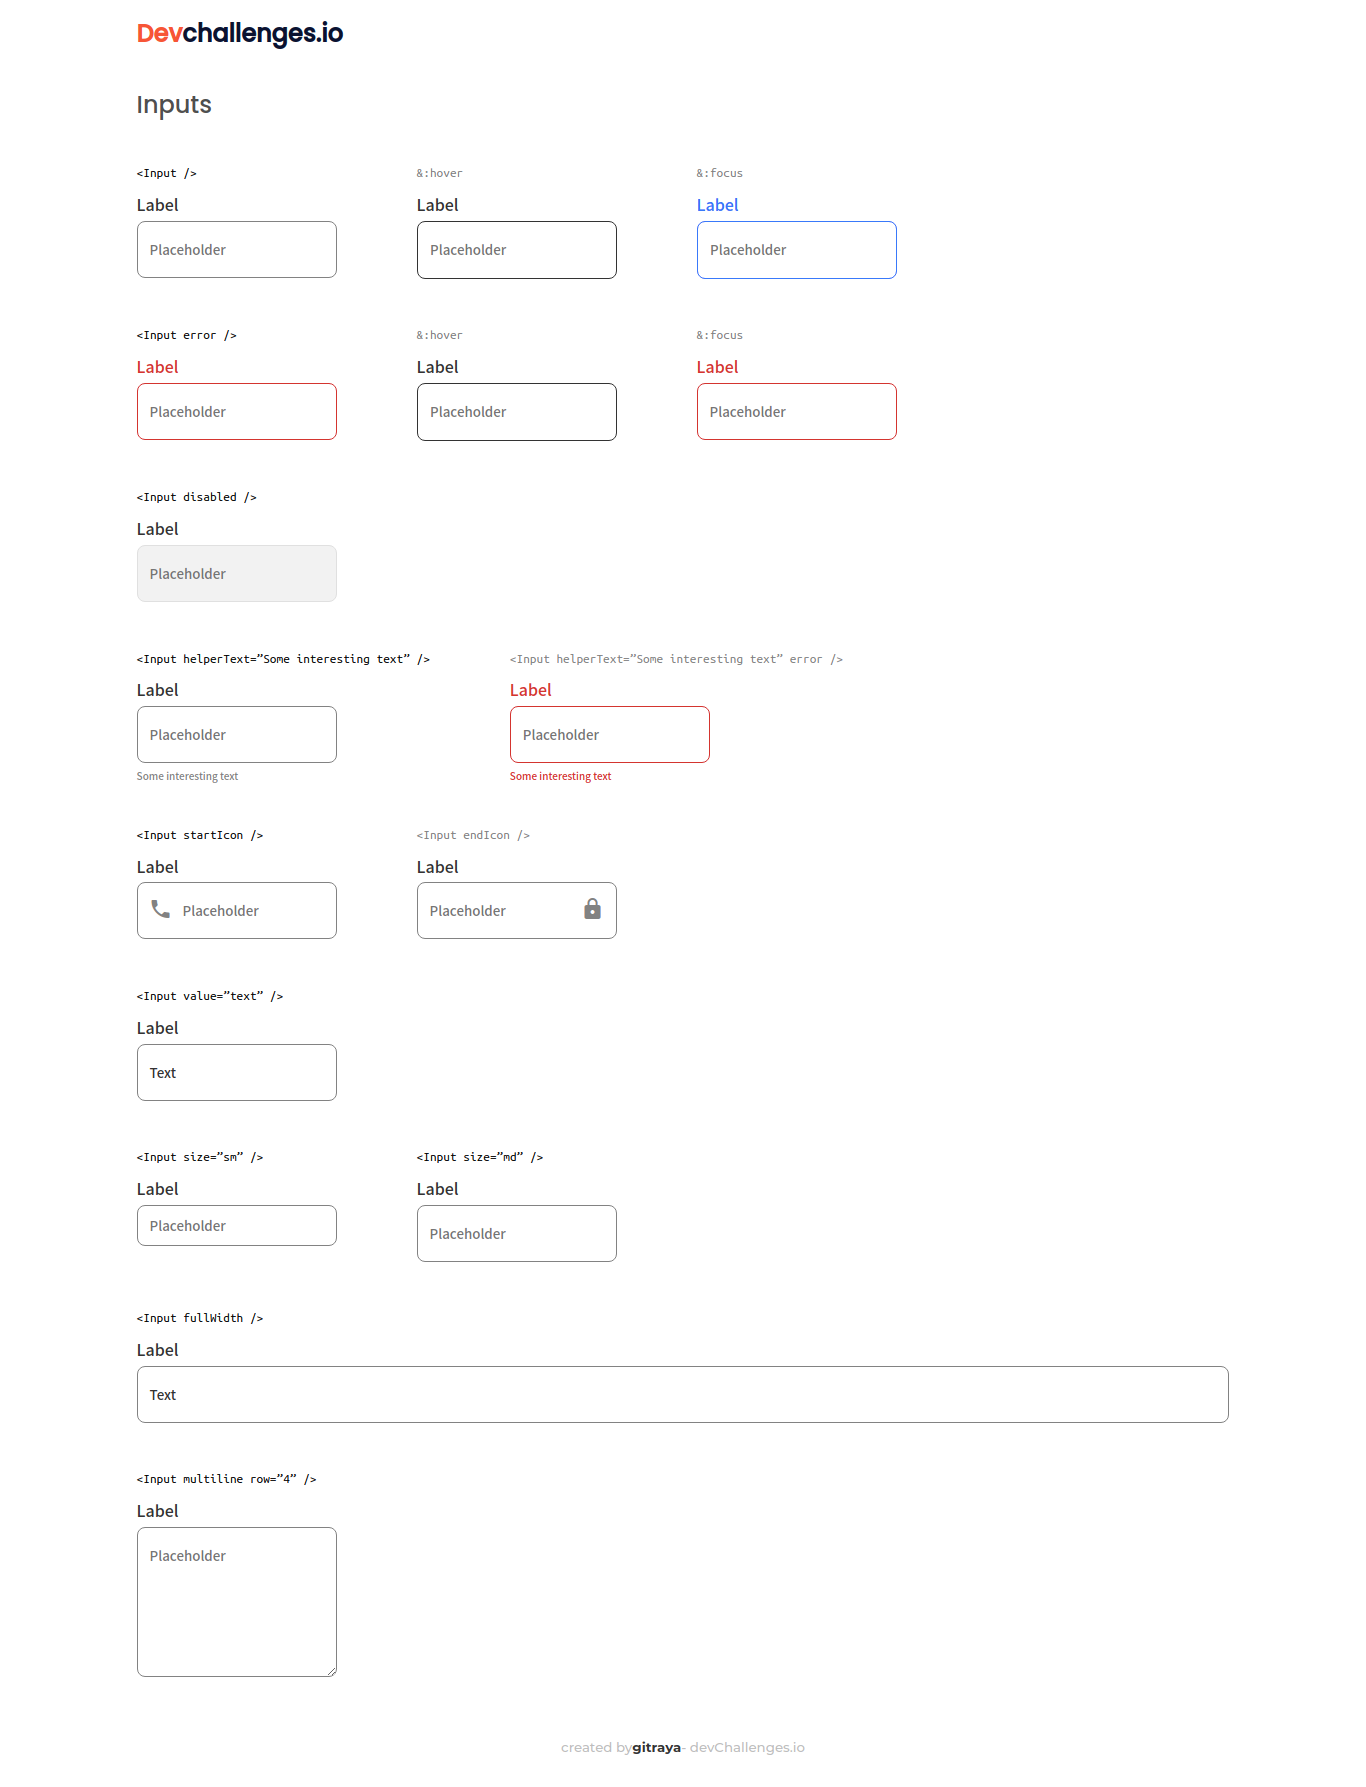 Devchallenges.io
Inputs
<Input /> &:hover &:focus
Label Label Label
Placeholder Placeholder Placeholder
<Input error /> &:hover &:focus
Label Label Label
Placeholder Placeholder Placeholder
<Input disabled />
Label
Placeholder
<Input helperText=”Some interesting text” /> <Input helperText=”Some interesting text” error />
Label Label
Placeholder Placeholder
Some interesting text Some interesting text
<Input startIcon /> <Input endIcon />
Label Label
Placeholder Placeholder
<Input value=”text” />
Label
Text
<Input size=”sm” /> <Input size=”md” />
Label Label
Placeholder Placeholder
<Input fullWidth />
Label
Text
<Input multiline row=”4” />
Label
Placeholder
created bygitraya- devChallenges.io